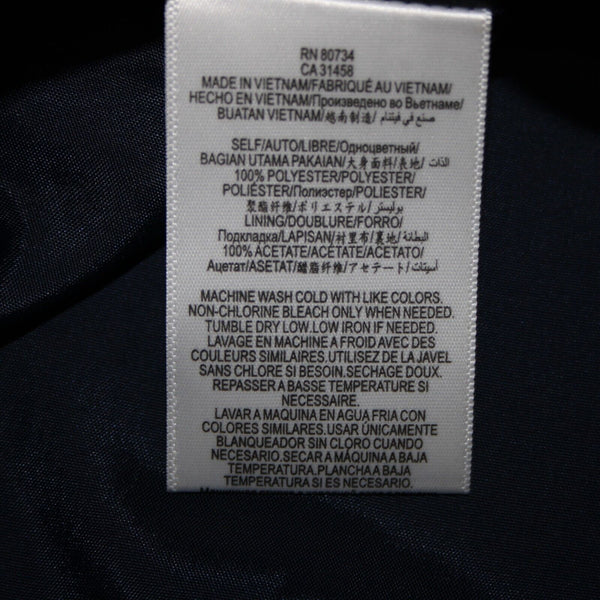 RN 80734
CA 31458
MADE IN VIETNAM/FABRIQUÉ AU VIETNAM/
HECHO EN VIETNAM/Произведено во Вьетнаме/
BUATAN VIETNAM/越南制造/ صنع في فيتنام
SELF/AUTO/LIBRE/Одноцветный/
BAGIAN UTAMA PAKAIAN/大身面料/表地/ الذات
100% POLYESTER/POLYESTER/
POLIÉSTER/Полиэстер/POLIESTER/
聚酯纤维/ポリエステル/ بوليستر
LINING/DOUBLURE/FORRO/
Подкладка/LAPISAN/衬里布/裏地/ البطانة
100% ACETATE/ACÉTATE/ACETATO/
Ацетат/ASETAT/醋脂纤维/アセテート/ أسيتات
MACHINE WASH COLD WITH LIKE COLORS.
NON-CHLORINE BLEACH ONLY WHEN NEEDED.
TUMBLE DRY LOW.LOW IRON IF NEEDED.
LAVAGE EN MACHINE A FROID AVEC DES
COULEURS SIMILAIRES.UTILISEZ DE LA JAVEL
SANS CHLORE SI BESOIN.SECHAGE DOUX.
REPASSER A BASSE TEMPERATURE SI
NECESSAIRE.
LAVAR A MAQUINA EN AGUA FRIA CON
COLORES SIMILARES.USAR ÚNICAMENTE
BLANQUEADOR SIN CLORO CUANDO
NECESARIO.SECAR A MÁQUINA A BAJA
TEMPERATURA.PLANCHA A BAJA
TEMPERATURA SI ES NECESARIO.